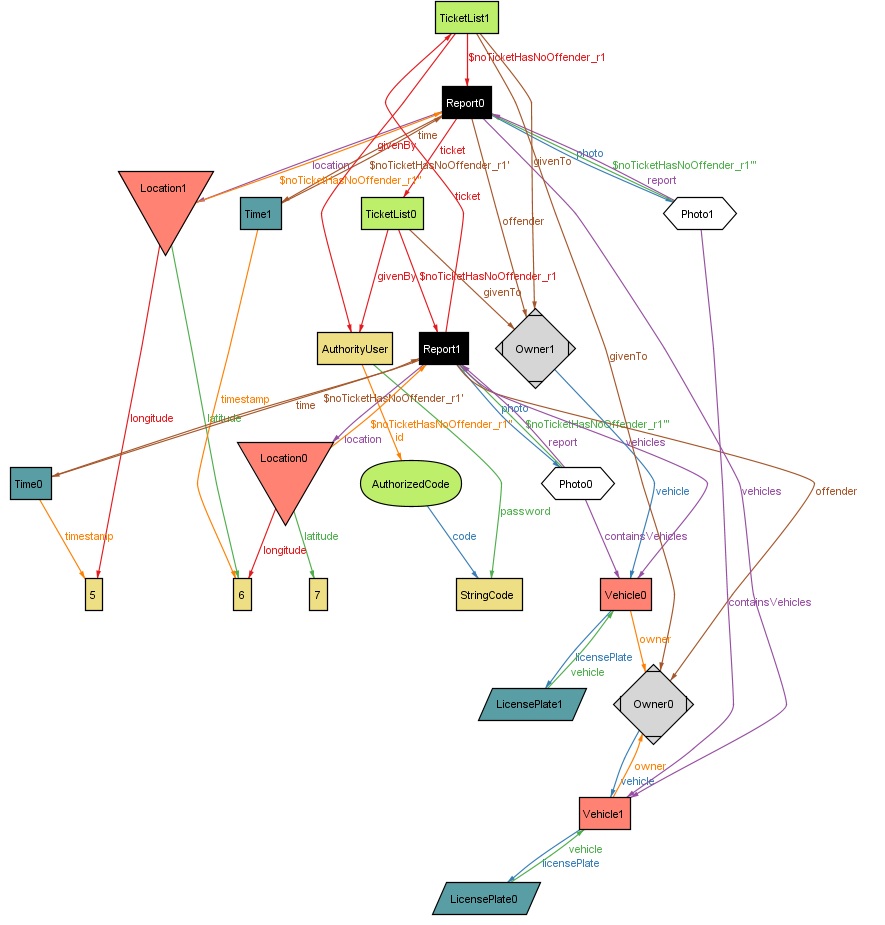 TicketList1
$noTicketHasNoOffender_r1
Report0
time
givenBy
ticket
photo
givenTo
location
$noTicketHasNoOffender_r1'
$noTicketHasNoOffender_r1'''
$noTicketHasNoOffender_r1''
report
Location1
ticket
Time1
TicketList0
Photo1
offender
givenBy
$noTicketHasNoOffender_r1
givenTo
AuthorityUser
Report1
Owner1
givenTo
timestamp
time
$noTicketHasNoOffender_r1'
photo
longitude
latitude
$noTicketHasNoOffender_r1''
$noTicketHasNoOffender_r1'''
id
location
report
vehicles
Location0
Time0
AuthorizedCode
Photo0
vehicle
vehicles
offender
password
timestamp
longitude
latitude
code
containsVehicles
5
6
7
StringCode
Vehicle0
containsVehicles
owner
licensePlate
vehicle
LicensePlate1
Owner0
owner
vehicle
Vehicle1
vehicle
licensePlate
LicensePlate0